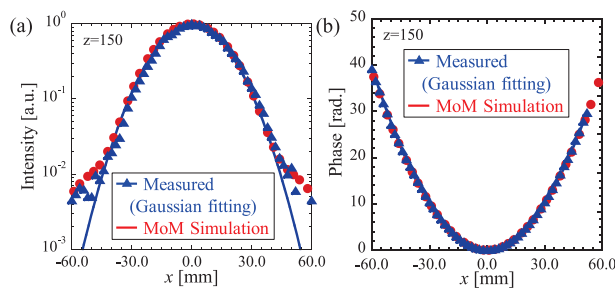 (a)
z=150
Measured
(Gaussian fitting)
MoM Simulation
Intensity [a.u.]
10^0
10^-1
10^-2
10^-3
-60.0 -30.0 0.0 30.0 60.0
x [mm]
(b)
z=150
Measured
(Gaussian fitting)
MoM Simulation
Phase [rad.]
50
40
30
20
10
0
-60.0 -30.0 0.0 30.0 60.0
x [mm]